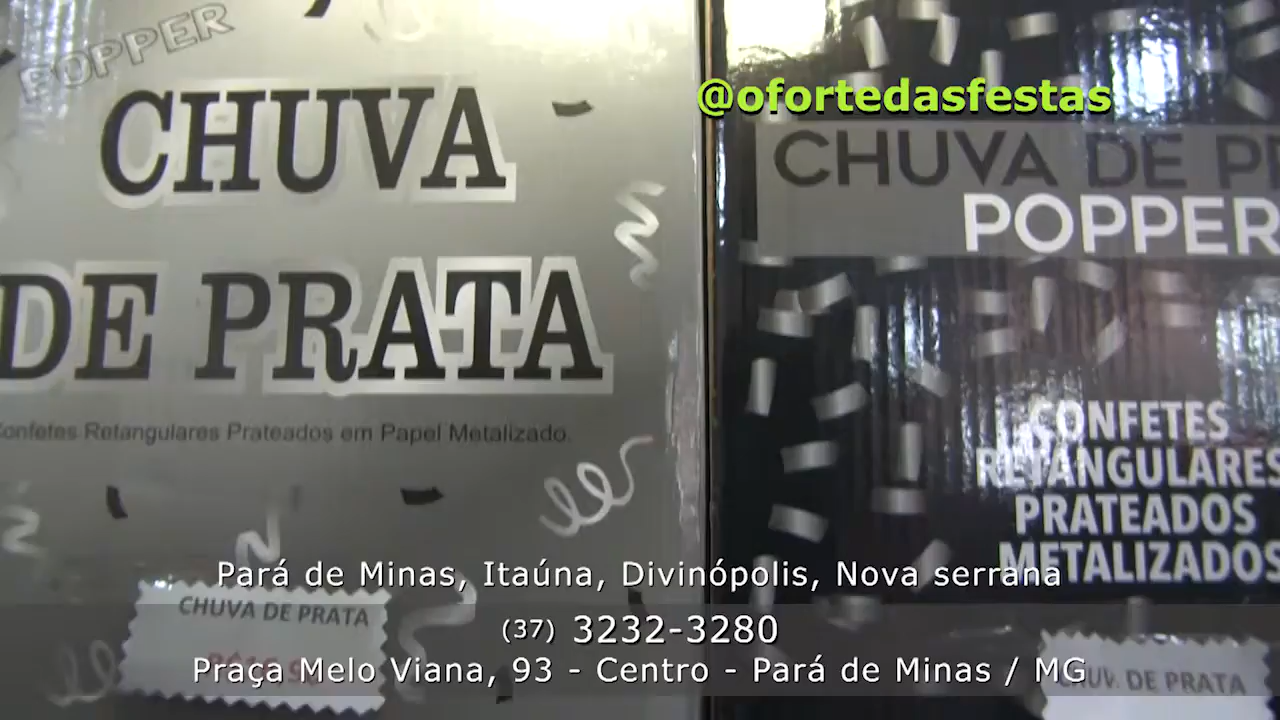 POPPER
CHUVA
DE PRATA
Confetes Retangulares Prateados em Papel Metalizado.
@ofortedasfestas
CHUVA DE PR
POPPER
CONFETES
RETANGULARES
PRATEADOS
METALIZADOS
Pará de Minas, Itaúna, Divinópolis, Nova serrana
CHUVA DE PRATA
(37) 3232-3280
Praça Melo Viana, 93 - Centro - Pará de Minas / MG
CHUV. DE PRATA